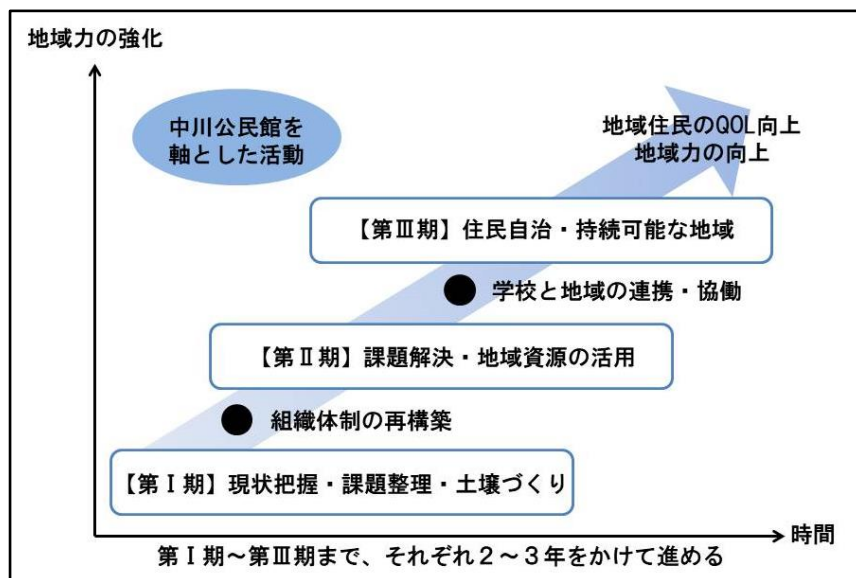 地域力の強化
中川公民館を
軸とした活動
地域住民のQOL向上
地域力の向上
【第Ⅲ期】住民自治・持続可能な地域
学校と地域の連携・協働
【第Ⅱ期】課題解決・地域資源の活用
組織体制の再構築
【第Ⅰ期】現状把握・課題整理・土壌づくり
時間
第Ⅰ期~第Ⅲ期まで、それぞれ2~3年をかけて進める